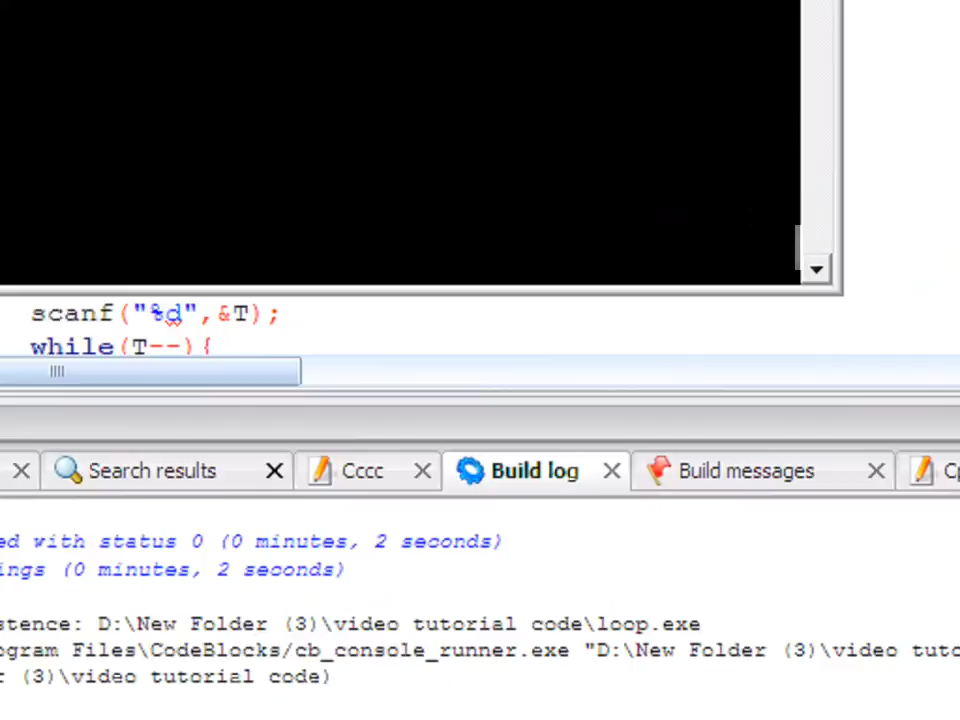 scanf("%d",&T);
while(T--){
Search results Cccc Build log Build messages
ed with status 0 (0 minutes, 2 seconds)
ings (0 minutes, 2 seconds)
stence: D:\New Folder (3)\video tutorial code\loop.exe
ogram Files\CodeBlocks/cb_console_runner.exe "D:\New Folder (3)\video tuto
r (3)\video tutorial code)